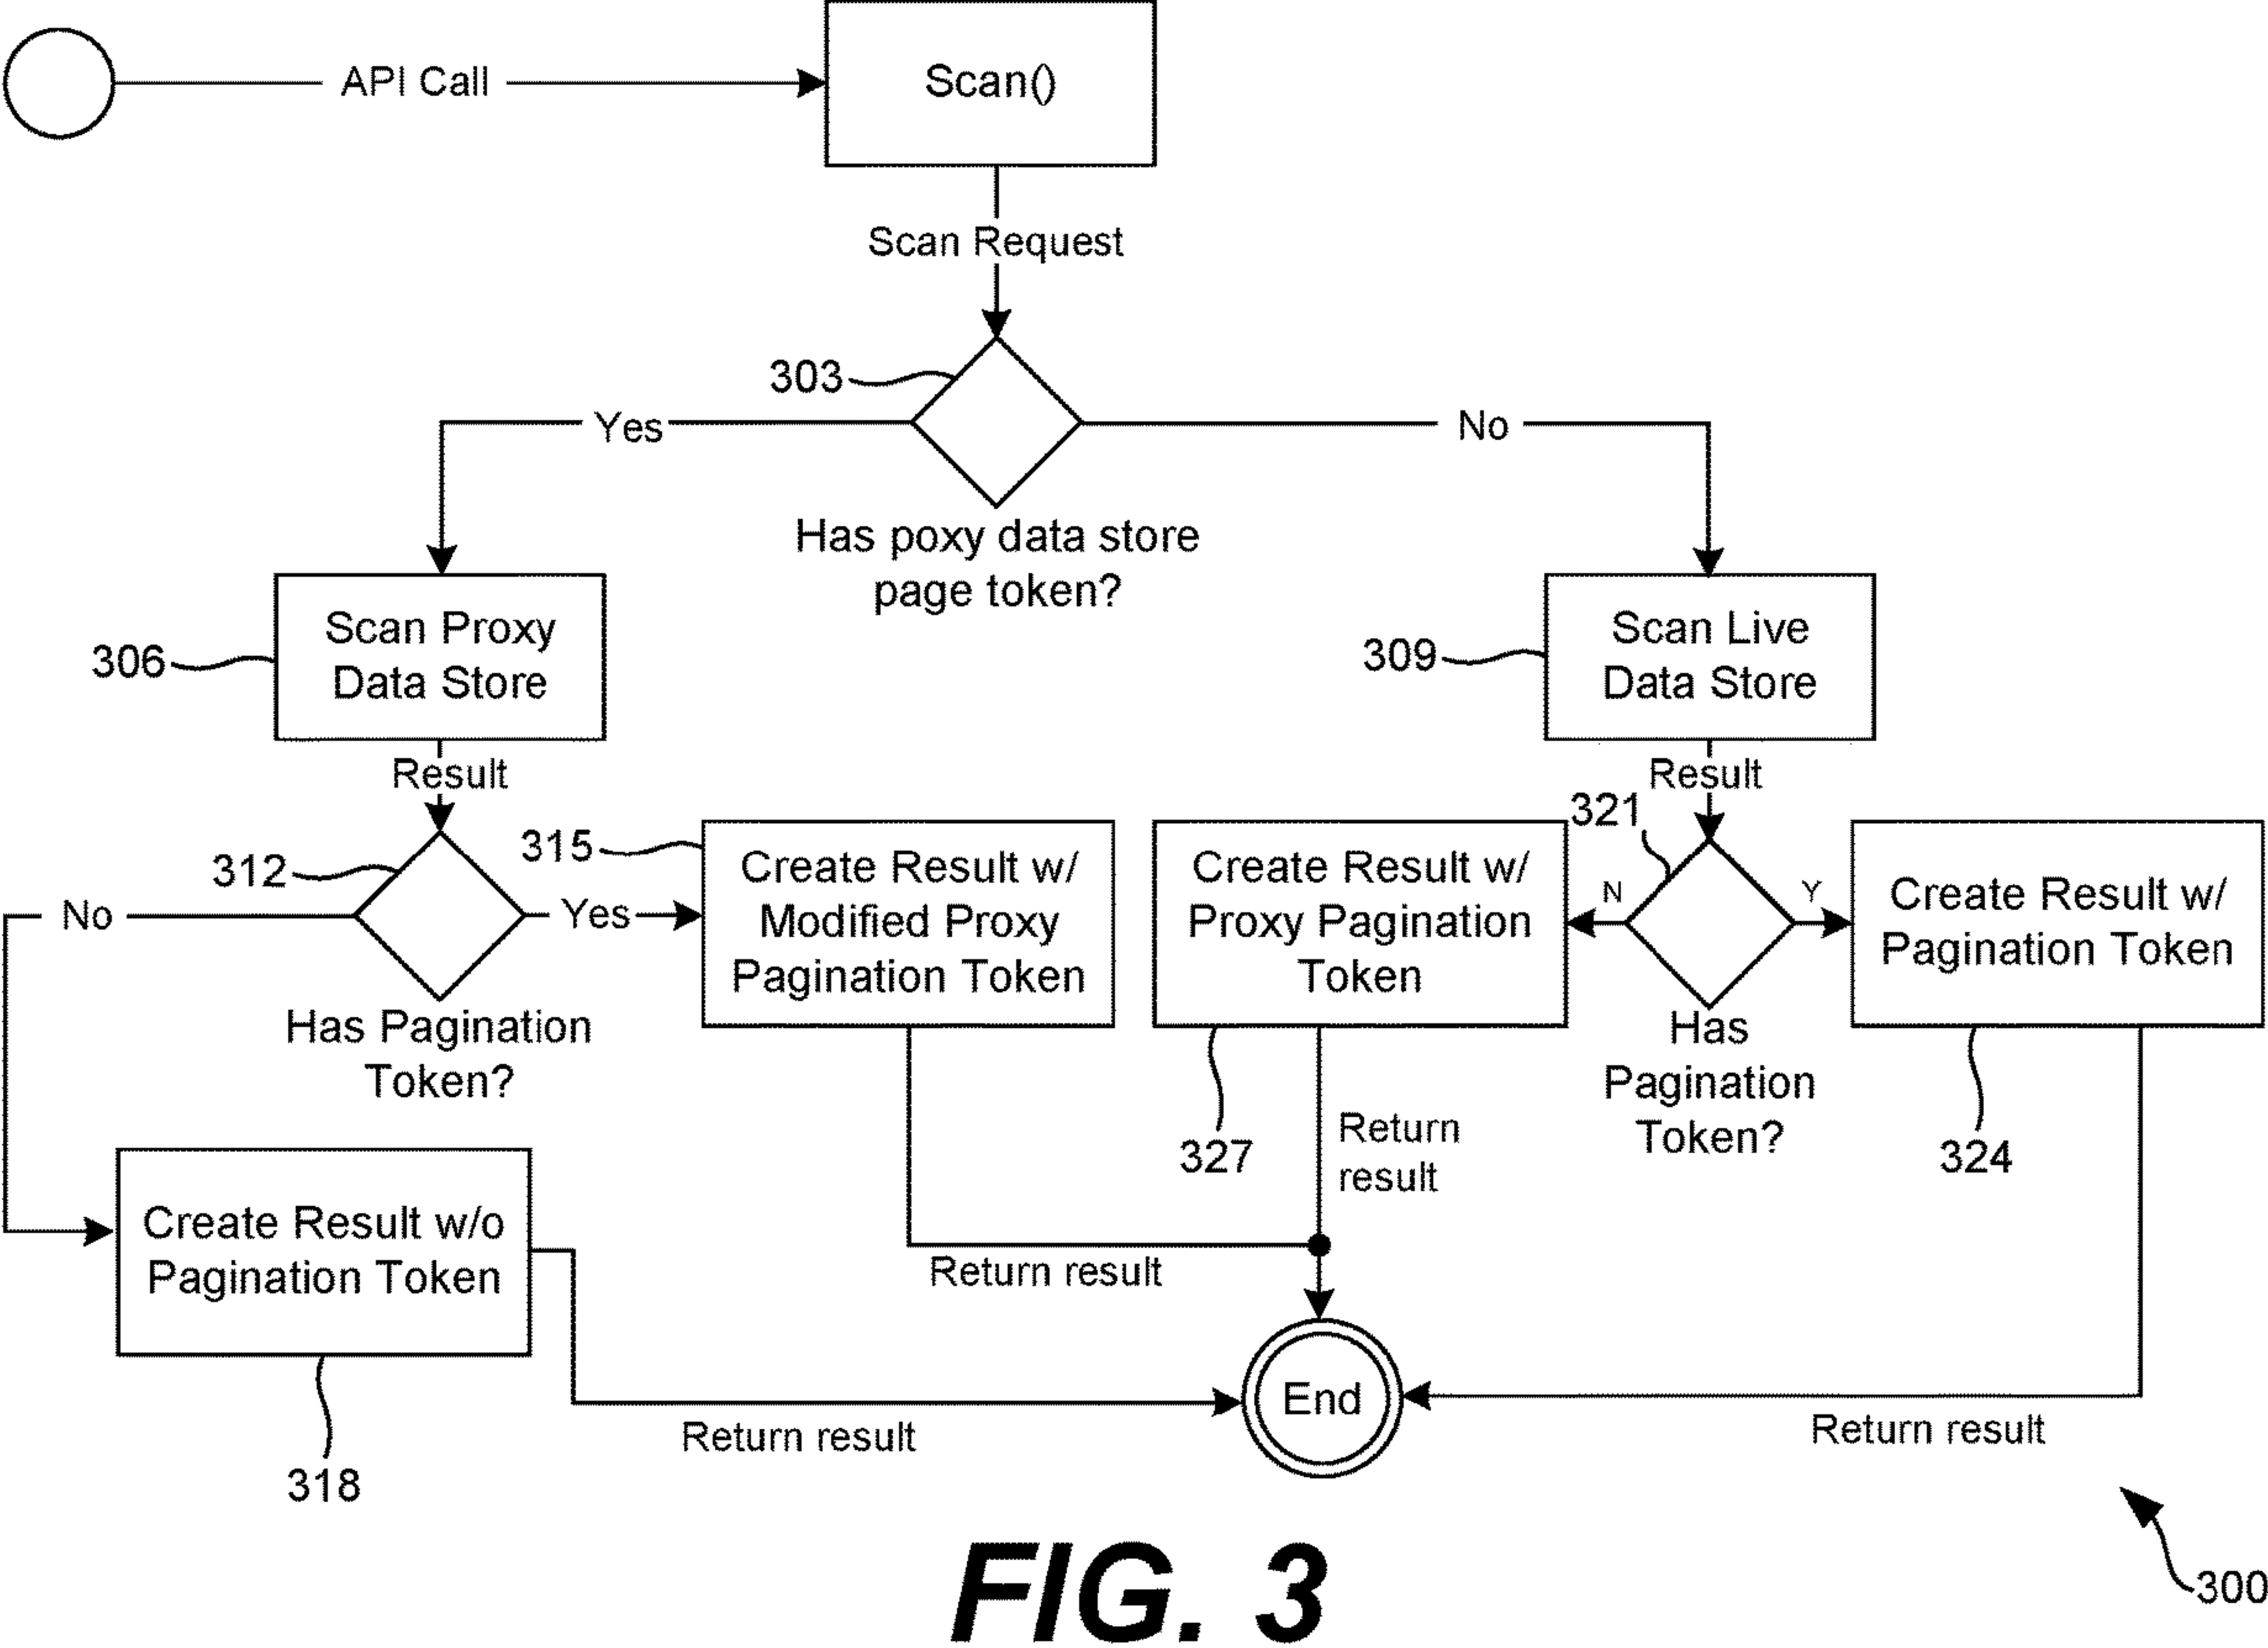 API Call
Scan()
Scan Request
303
Yes
No
Has poxy data store
page token?
Scan Proxy
Data Store
306
Scan Live
Data Store
309
Result
Result
321
312
315
Create Result w/
Modified Proxy
Pagination Token
Create Result w/
Proxy Pagination
Token
N
Y
Create Result w/
Pagination Token
No
Yes
Has Pagination
Token?
Has
Pagination
Token?
327
Return
result
324
Create Result w/o
Pagination Token
Return result
End
Return result
Return result
318
FIG. 3
300